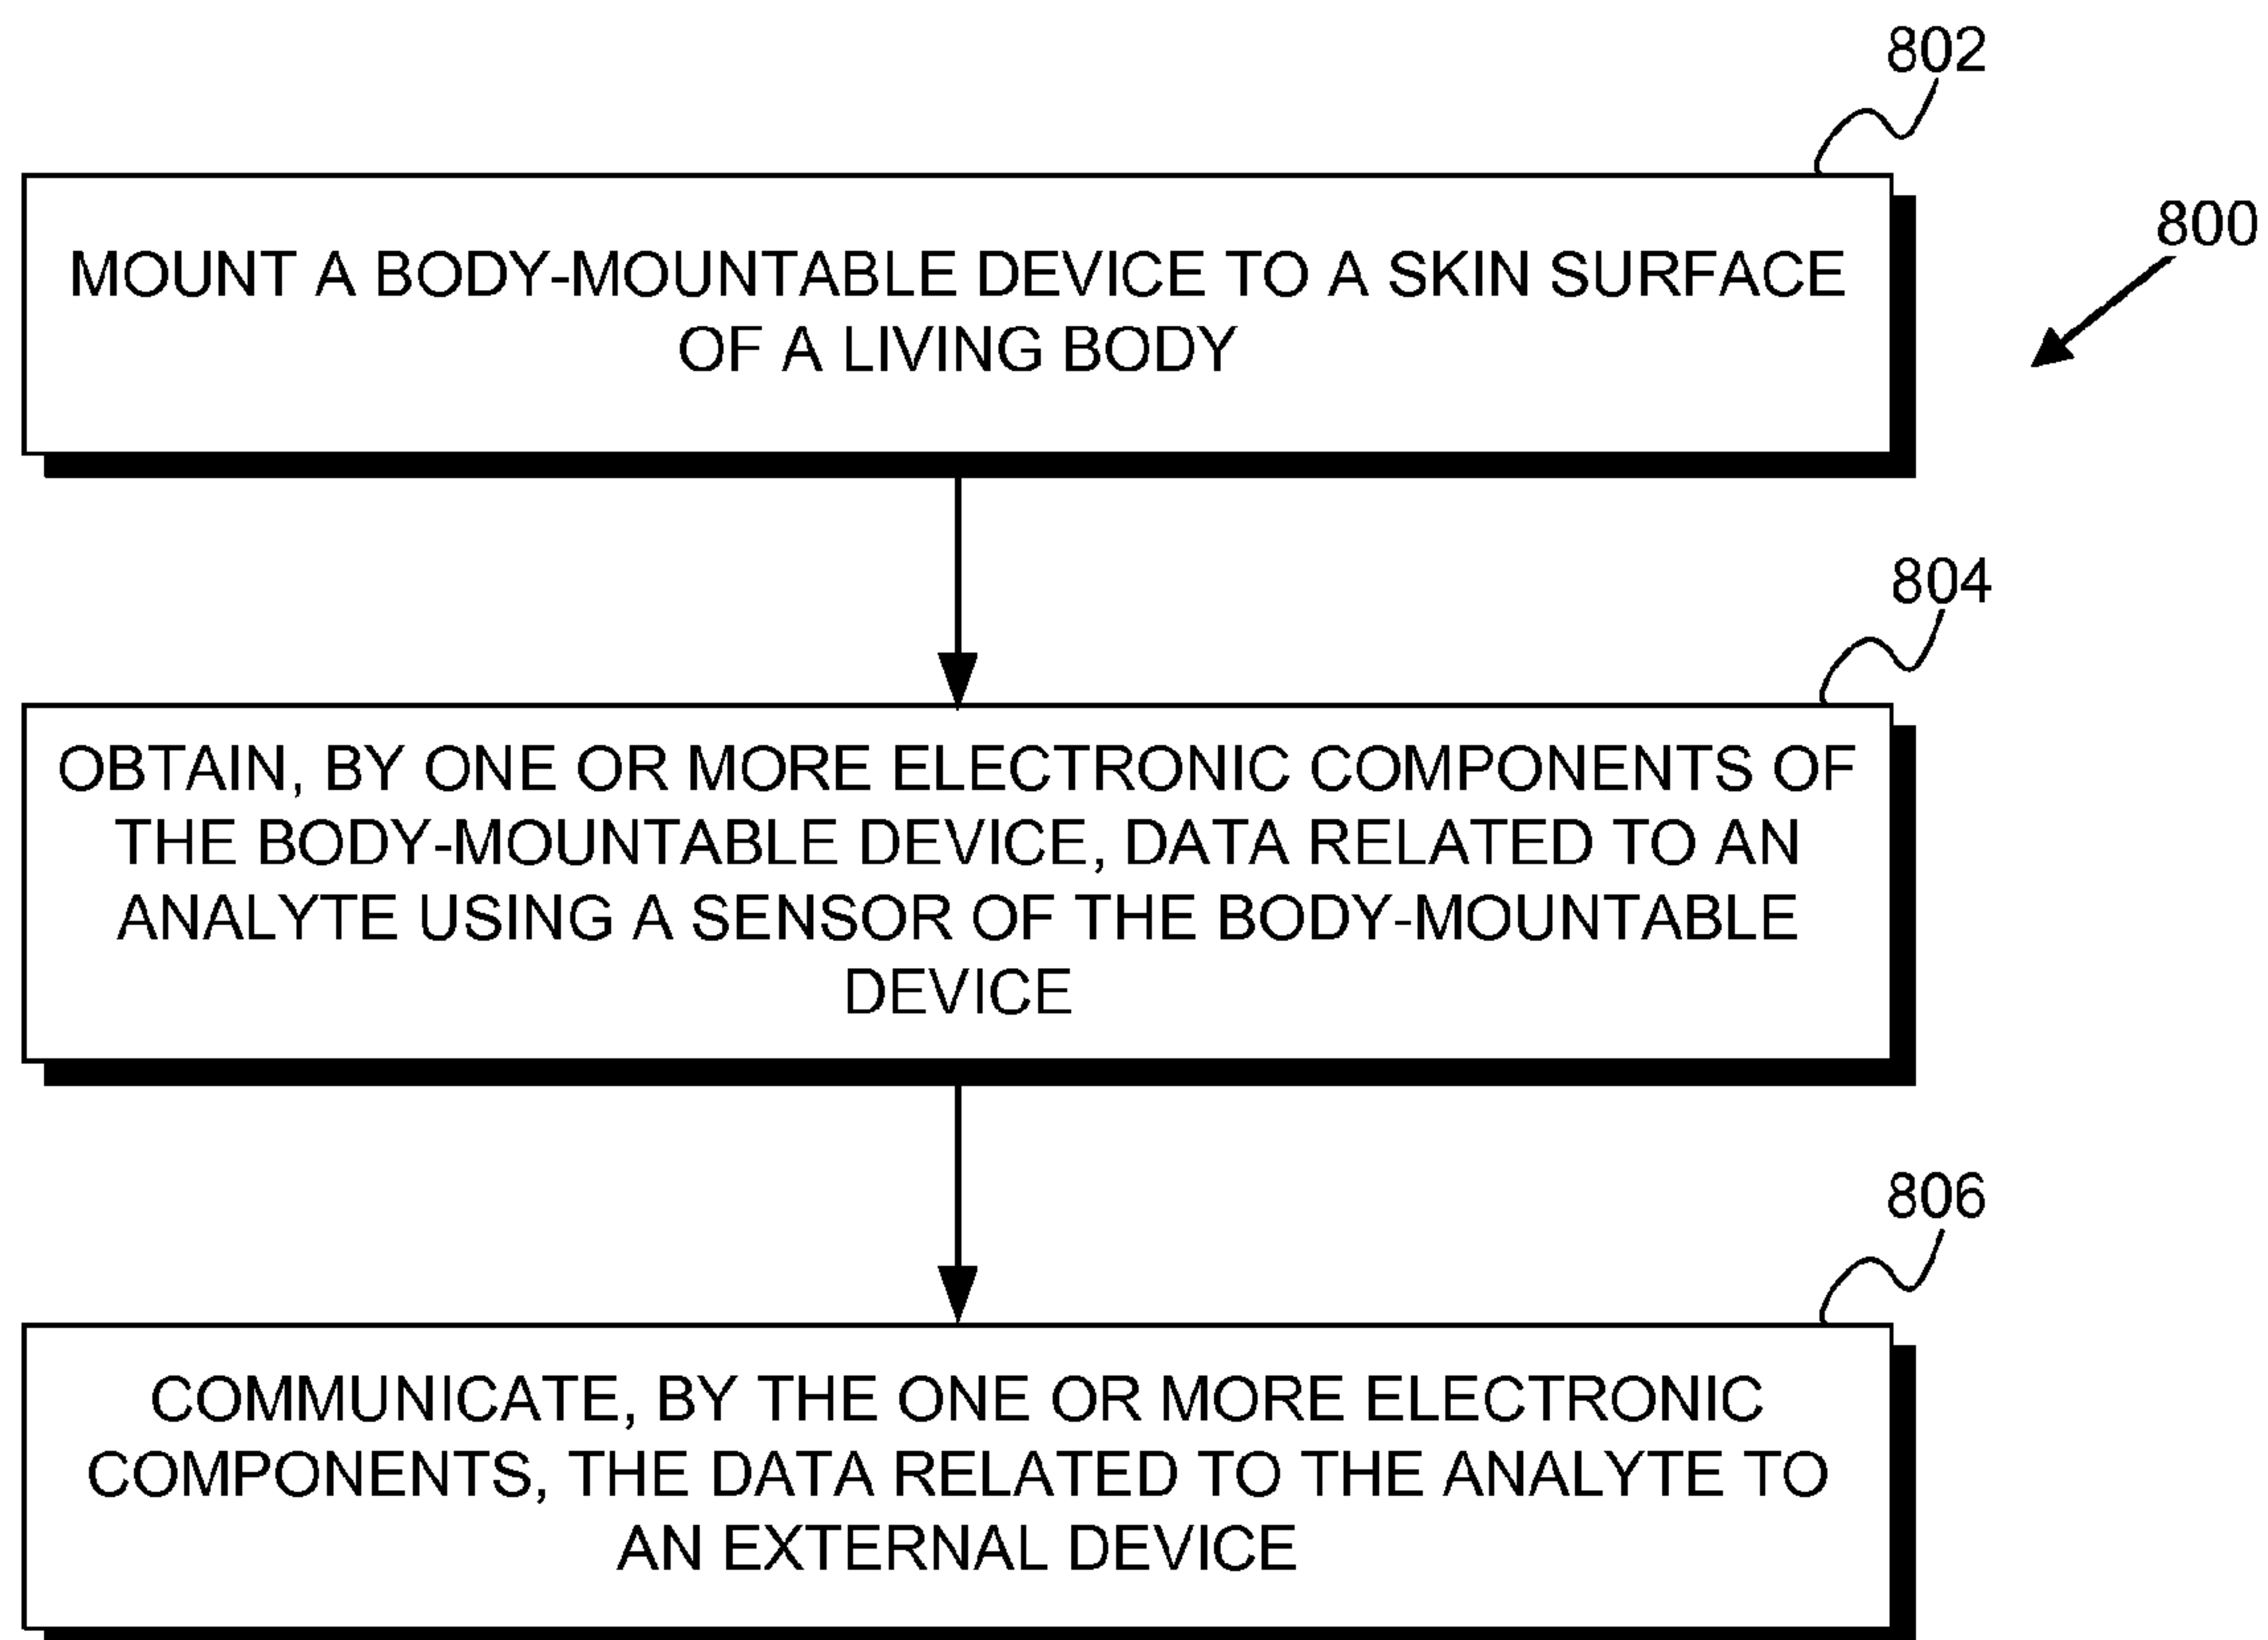 802
800
MOUNT A BODY-MOUNTABLE DEVICE TO A SKIN SURFACE
OF A LIVING BODY
804
OBTAIN, BY ONE OR MORE ELECTRONIC COMPONENTS OF
THE BODY-MOUNTABLE DEVICE, DATA RELATED TO AN
ANALYTE USING A SENSOR OF THE BODY-MOUNTABLE
DEVICE
806
COMMUNICATE, BY THE ONE OR MORE ELECTRONIC
COMPONENTS, THE DATA RELATED TO THE ANALYTE TO
AN EXTERNAL DEVICE